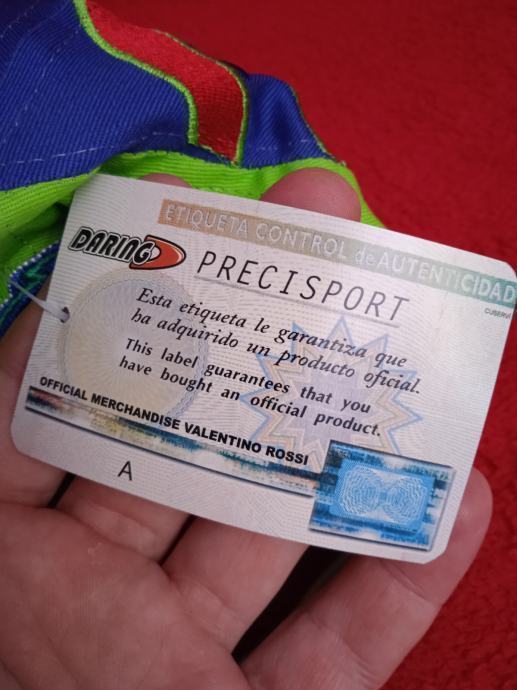 ETIQUETA CONTROL de AUTENTICIDAD
DARING
PRECISPORT
Esta etiqueta le garantiza que
ha adquirido un producto oficial.
This label guarantees that you
have bought an official product.
OFFICIAL MERCHANDISE VALENTINO ROSSI
A